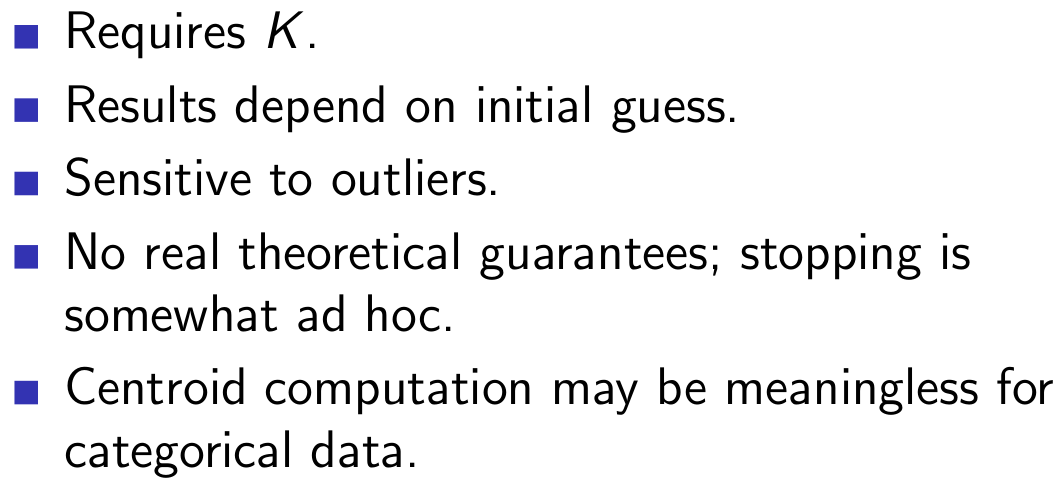 ■ Requires K.
■ Results depend on initial guess.
■ Sensitive to outliers.
■ No real theoretical guarantees; stopping is
somewhat ad hoc.
■ Centroid computation may be meaningless for
categorical data.